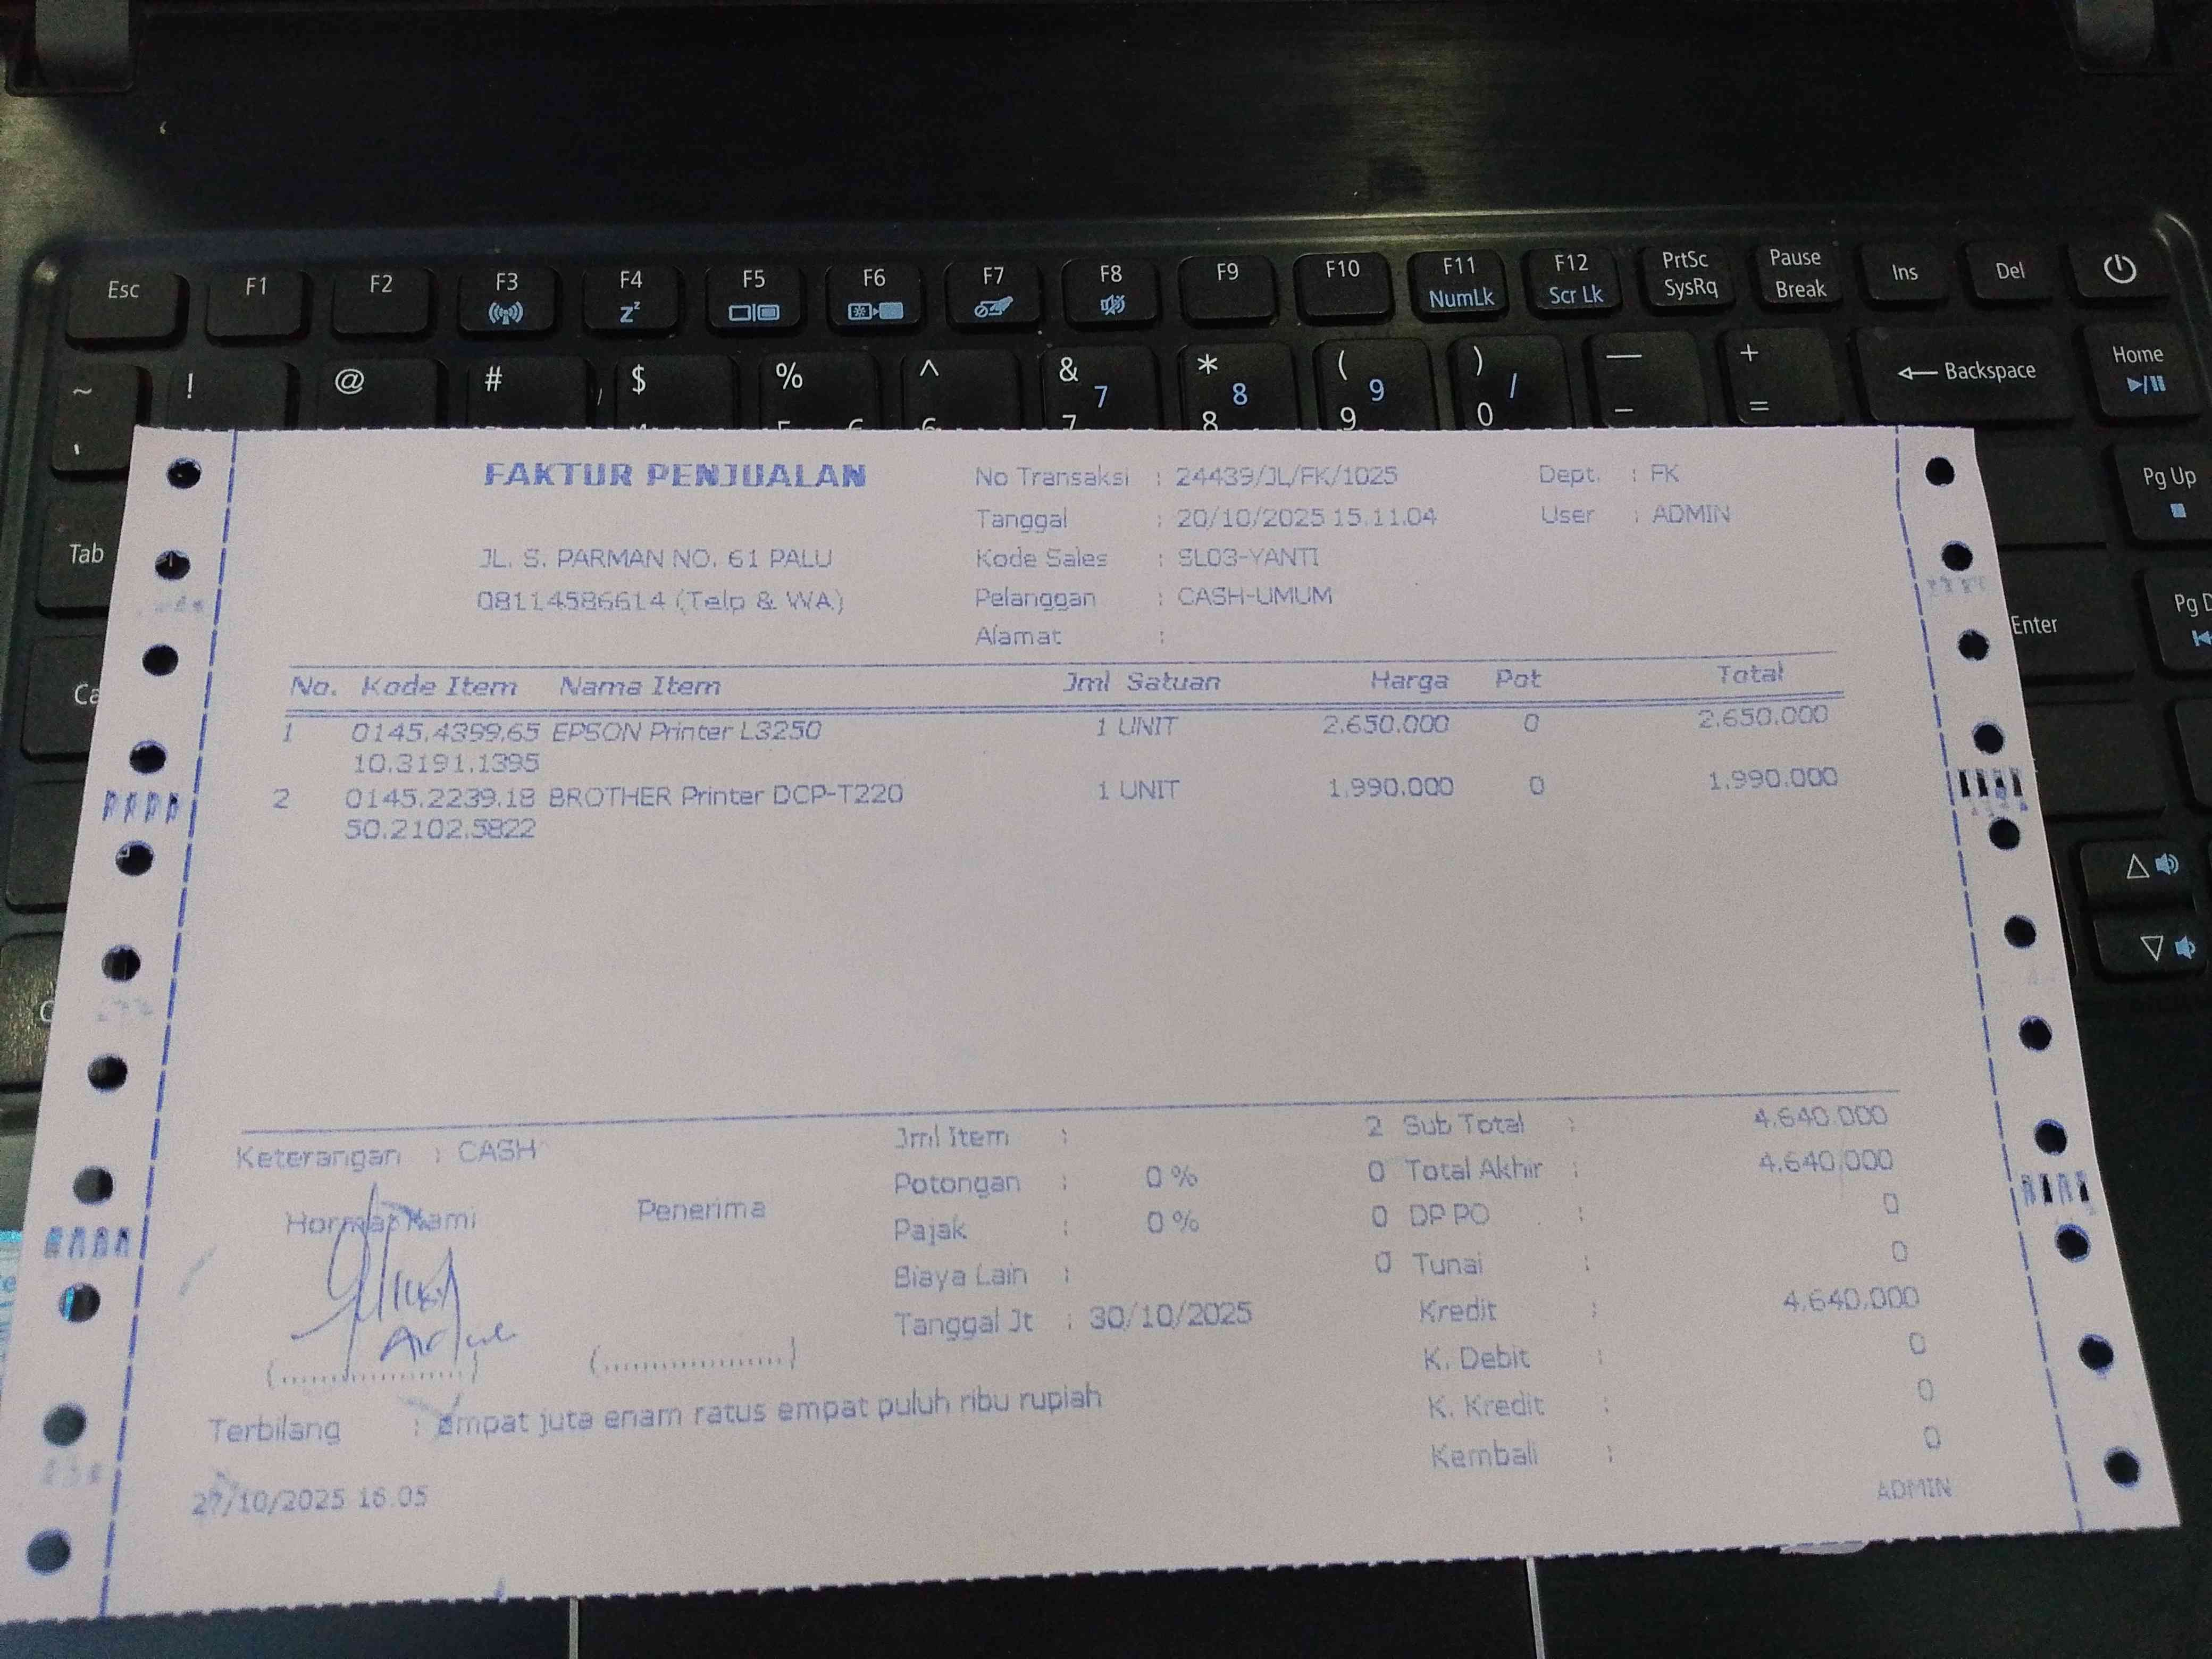 Esc F1 F2 F3 F4 F5 F6 F7 F8 F9 F10 F11 F12 PrtSc Pause Ins Del
z z NumLk Scr Lk SysRq Break
~ ! @ # $ % ^ & 7 * 8 ( 9 ) / — + ← Backspace Home
7 8 9 0 – =
Pg Up
Tab
Enter
FAKTUR PENJUALAN
JL. S. PARMAN NO. 61 PALU
08114586614 (Telp & WA)
No Transaksi : 24439/JL/FK/1025
Tanggal : 20/10/2025 15.11.04
Kode Sales : SL03-YANTI
Pelanggan : CASH-UMUM
Alamat :
Dept. : FK
User : ADMIN
No. Kode Item Nama Item Jml Satuan Harga Pot Total
1 0145.4399.65 EPSON Printer L3250 1 UNIT 2.650.000 0 2.650.000
10.3191.1395
2 0145.2239.18 BROTHER Printer DCP-T220 1 UNIT 1.990.000 0 1.990.000
50.2102.5822
Keterangan : CASH
Hormat Kami Penerima
(....................) (....................)
Jml Item : 2
Potongan : 0 % 0
Pajak : 0 % 0
Biaya Lain : 0
Tanggal Jt : 30/10/2025
Sub Total : 4.640.000
Total Akhir : 4.640.000
DP PO : 0
Tunai : 0
Kredit : 4.640.000
K. Debit : 0
K. Kredit : 0
Kembali : 0
Terbilang : empat juta enam ratus empat puluh ribu rupiah
27/10/2025 16.05
ADMIN